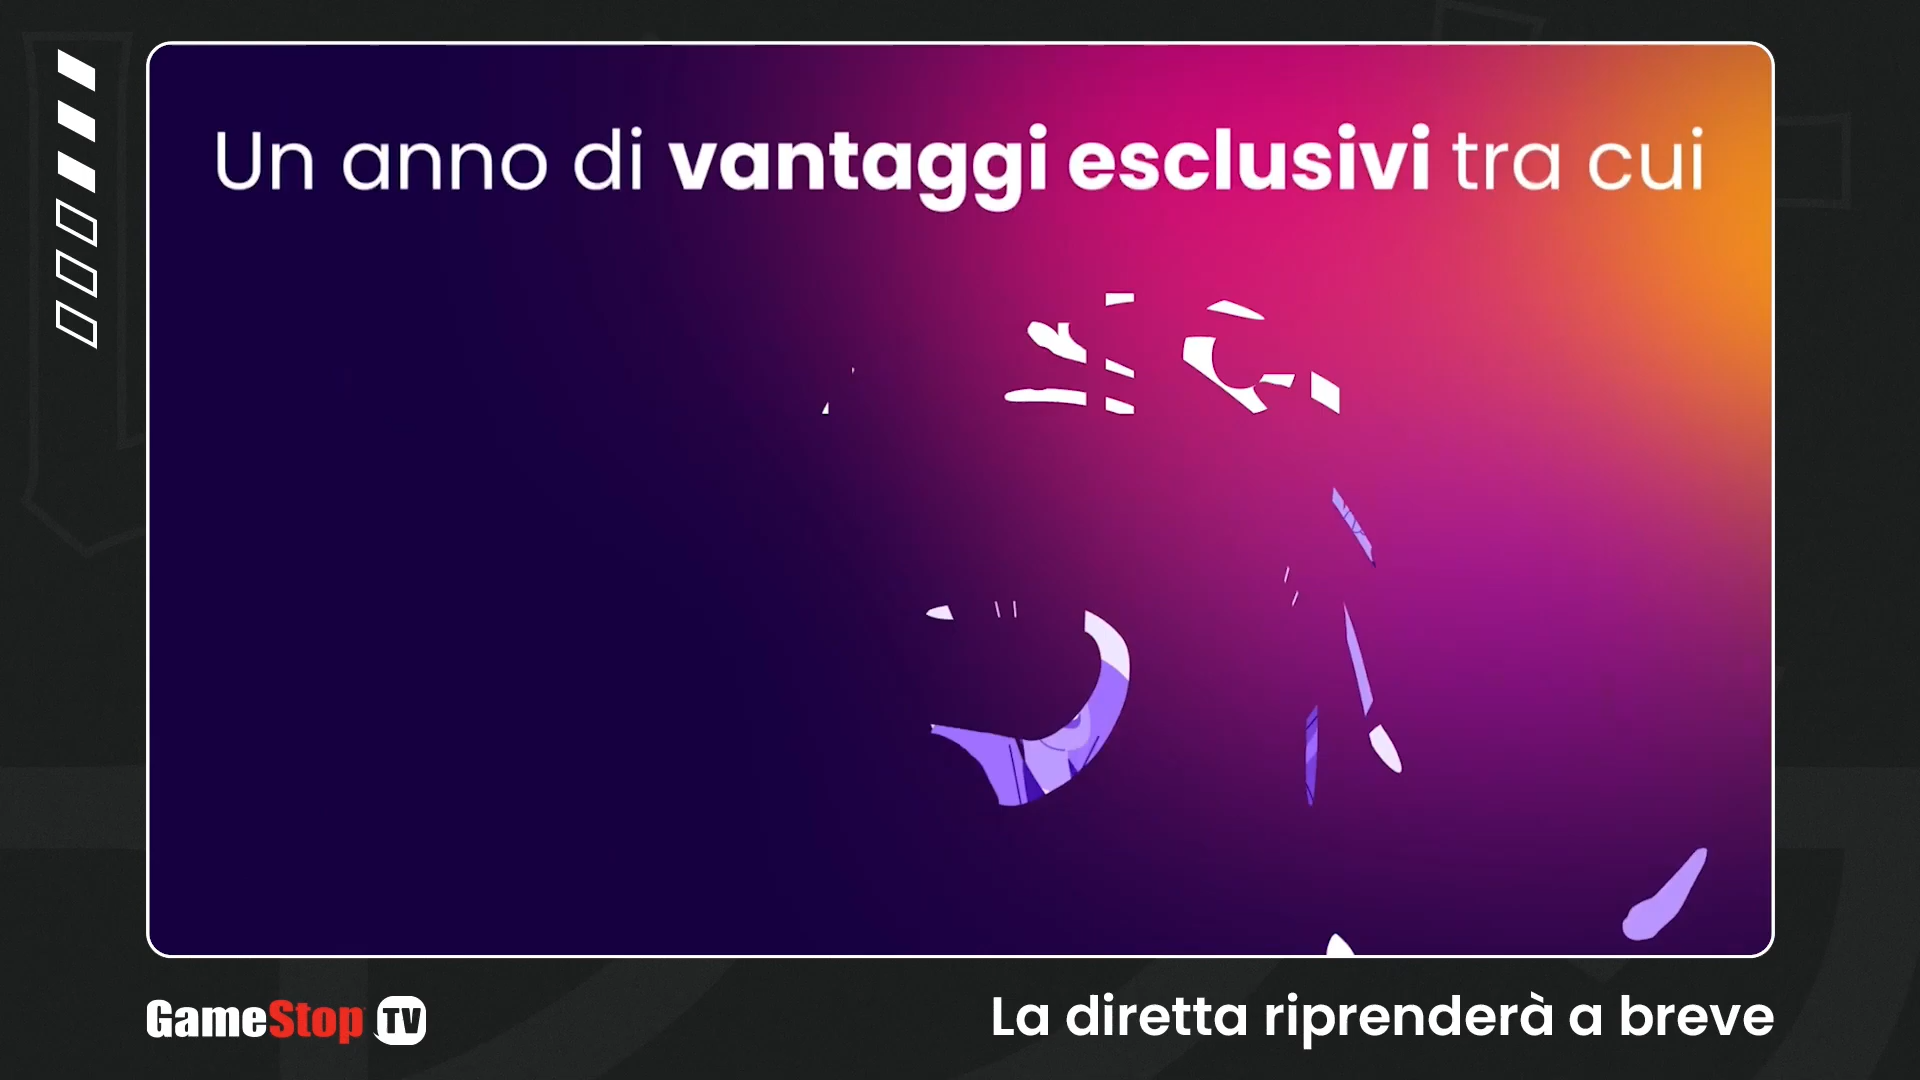 Un anno di vantaggi esclusivi tra cui
GameStop TV
La diretta riprenderà a breve